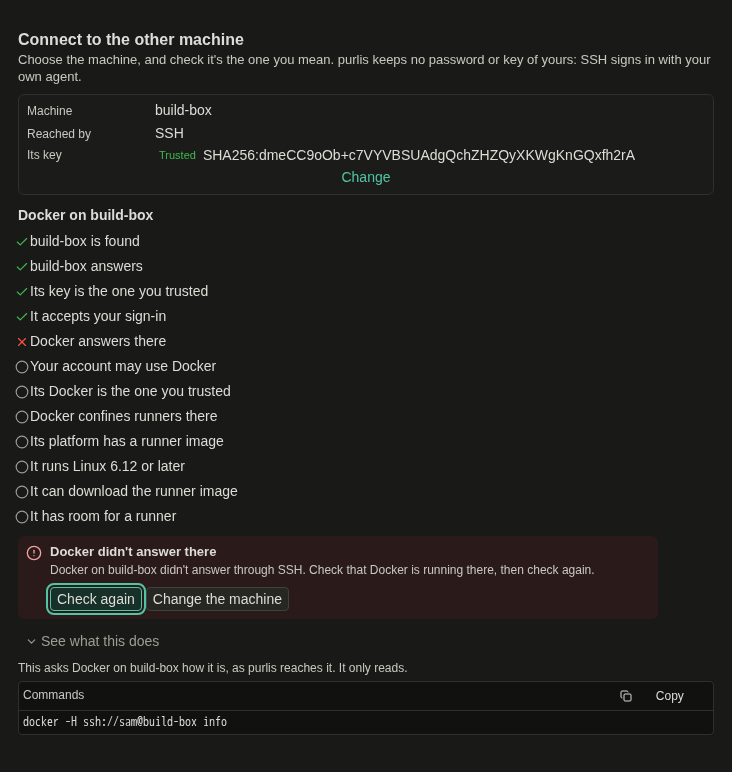 Connect to the other machine
Choose the machine, and check it's the one you mean. purlis keeps no password or key of yours: SSH signs in with your
own agent.
Machine build-box
Reached by SSH
Its key Trusted SHA256:dmeCC9oOb+c7VYVBSUAdgQchZHZQyXKWgKnGQxfh2rA
Change
Docker on build-box
build-box is found
build-box answers
Its key is the one you trusted
It accepts your sign-in
Docker answers there
Your account may use Docker
Its Docker is the one you trusted
Docker confines runners there
Its platform has a runner image
It runs Linux 6.12 or later
It can download the runner image
It has room for a runner
Docker didn't answer there
Docker on build-box didn't answer through SSH. Check that Docker is running there, then check again.
Check again Change the machine
See what this does
This asks Docker on build-box how it is, as purlis reaches it. It only reads.
Commands Copy
docker -H ssh://sam@build-box info